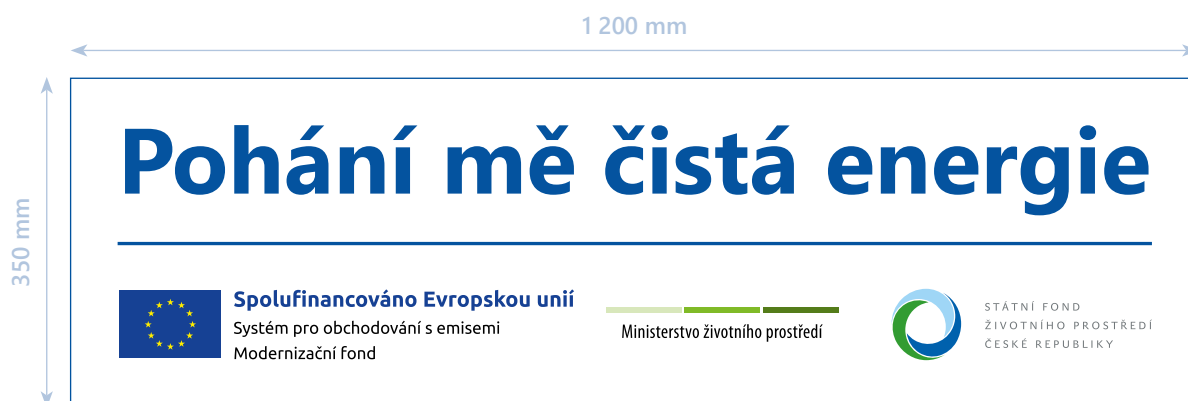 1 200 mm
350 mm
Pohání mě čistá energie
Spolufinancováno Evropskou unií
Systém pro obchodování s emisemi
Modernizační fond
Ministerstvo životního prostředí
STÁTNÍ FOND
ŽIVOTNÍHO PROSTŘEDÍ
ČESKÉ REPUBLIKY